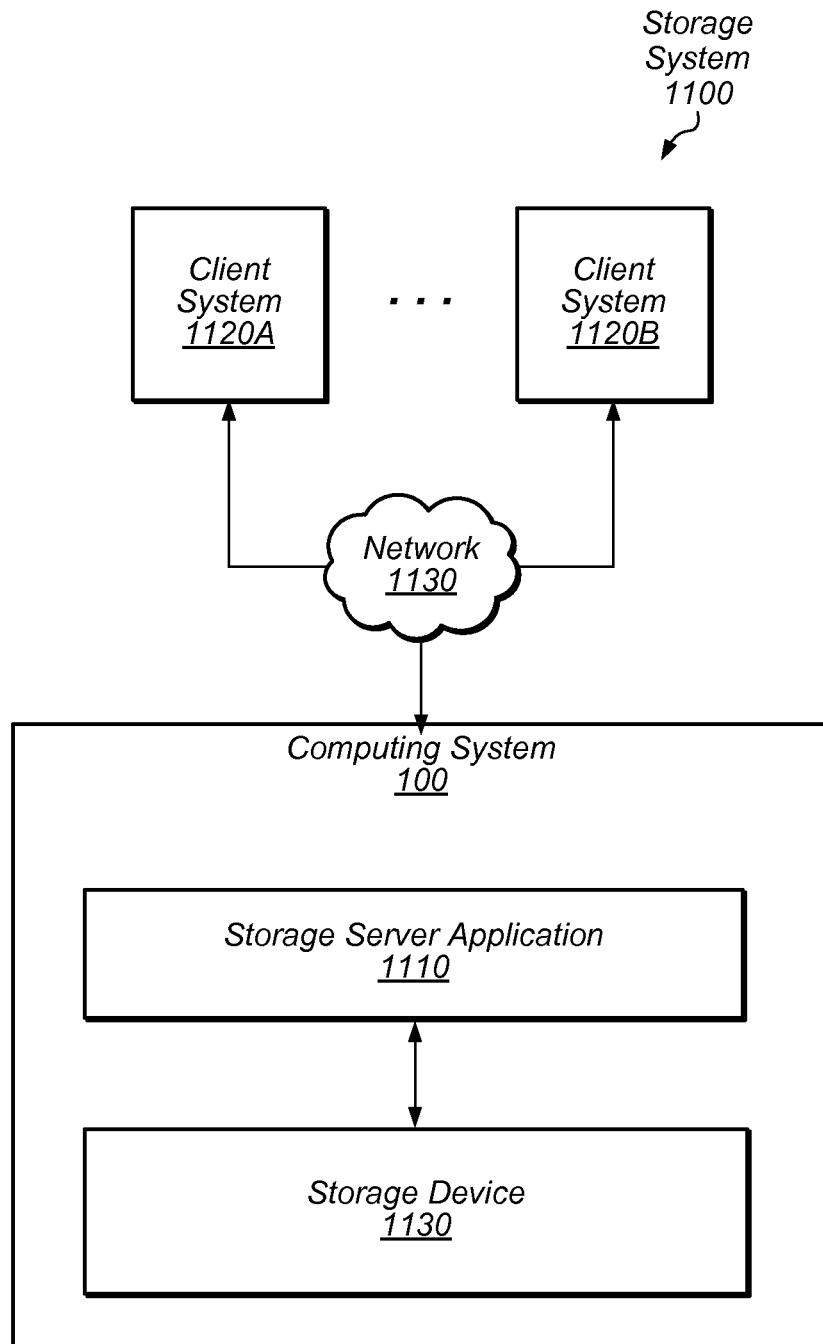 Storage
System
1100
Client
System
1120A
. . .
Client
System
1120B
Network
1130
Computing System
100
Storage Server Application
1110
Storage Device
1130